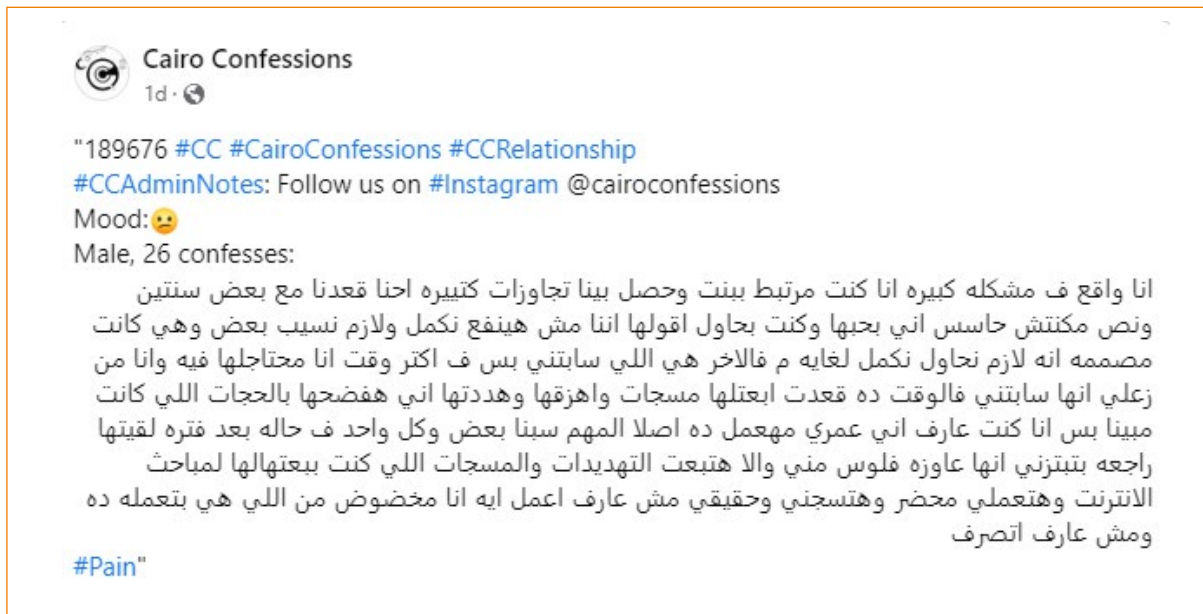 Cairo Confessions
1d ·
"189676 #CC #CairoConfessions #CCRelationship
#CCAdminNotes: Follow us on #Instagram @cairoconfessions
Mood:😕
Male, 26 confesses:
انا واقع ف مشكله كبيره انا كنت مرتبط ببنت وحصل بينا تجاوزات كتييره احنا قعدنا مع بعض سنتين
ونص مكنتش حاسس اني بحبها وكنت بحاول اقولها اننا مش هينفع نكمل ولازم نسيب بعض وهي كانت
مصممه انه لازم نحاول نكمل لغايه م فالاخر هي اللي سابتني بس ف اكتر وقت انا محتاجلها فيه وانا من
زعلي انها سابتني فالوقت ده قعدت ابعتلها مسجات واهزقها وهددتها اني هفضحها بالحجات اللي كانت
مبينا بس انا كنت عارف اني عمري مهعمل ده اصلا المهم سبنا بعض وكل واحد ف حاله بعد فتره لقيتها
راجعه بتبتزني انها عاوزه فلوس مني والا هتبعت التهديدات والمسجات اللي كنت ببعتهالها لمباحث
الانترنت وهتعملي محضر وهتسجني وحقيقي مش عارف اعمل ايه انا مخضوض من اللي هي بتعمله ده
ومش عارف اتصرف
#Pain"